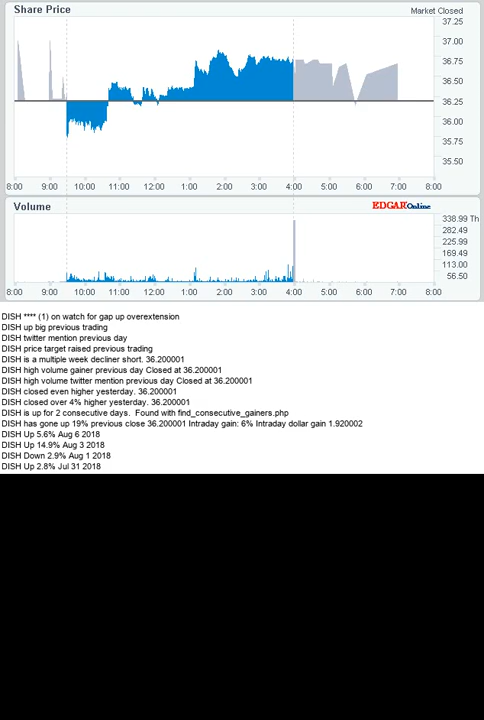 Share Price
Market Closed
37.25
37.00
36.75
36.50
36.25
36.00
35.75
35.50
8:00 9:00 10:00 11:00 12:00 1:00 2:00 3:00 4:00 5:00 6:00 7:00 8:00
Volume
EDGAR Online
338.99 Th
282.49
225.99
169.49
113.00
56.50
8:00 9:00 10:00 11:00 12:00 1:00 2:00 3:00 4:00 5:00 6:00 7:00 8:00
DISH **** (1) on watch for gap up overextension
DISH up big previous trading
DISH twitter mention previous day
DISH price target raised previous trading
DISH is a multiple week decliner short. 36.200001
DISH high volume gainer previous day Closed at 36.200001
DISH high volume twitter mention previous day Closed at 36.200001
DISH closed even higher yesterday. 36.200001
DISH closed over 4% higher yesterday. 36.200001
DISH is up for 2 consecutive days. Found with find_consecutive_gainers.php
DISH has gone up 19% previous close 36.200001 Intraday gain: 6% Intraday dollar gain 1.920002
DISH Up 5.6% Aug 6 2018
DISH Up 14.9% Aug 3 2018
DISH Down 2.9% Aug 1 2018
DISH Up 2.8% Jul 31 2018